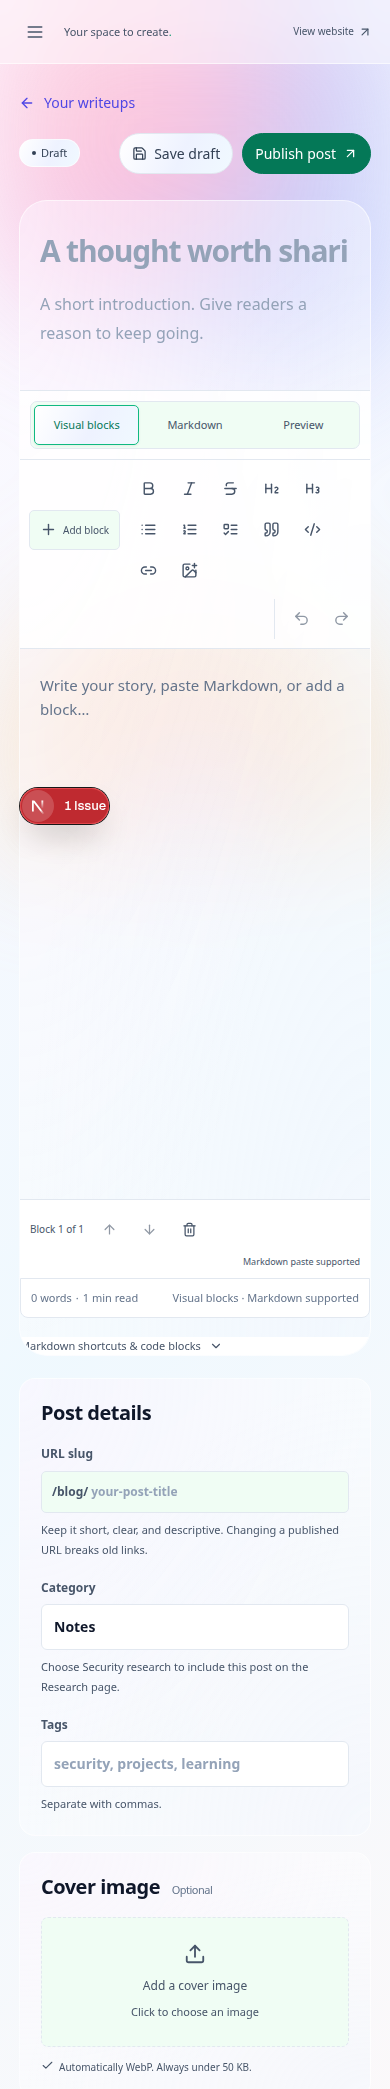 Your space to create.
View website
Your writeups
Draft
Save draft
Publish post
A thought worth shari
A short introduction. Give readers a
reason to keep going.
Visual blocks
Markdown
Preview
Add block
B I S H2 H3
Write your story, paste Markdown, or add a
block...
N 1 Issue
Block 1 of 1
Markdown paste supported
0 words · 1 min read
Visual blocks · Markdown supported
Markdown shortcuts & code blocks
Post details
URL slug
/blog/ your-post-title
Keep it short, clear, and descriptive. Changing a published
URL breaks old links.
Category
Notes
Choose Security research to include this post on the
Research page.
Tags
security, projects, learning
Separate with commas.
Cover image Optional
Add a cover image
Click to choose an image
Automatically WebP. Always under 50 KB.